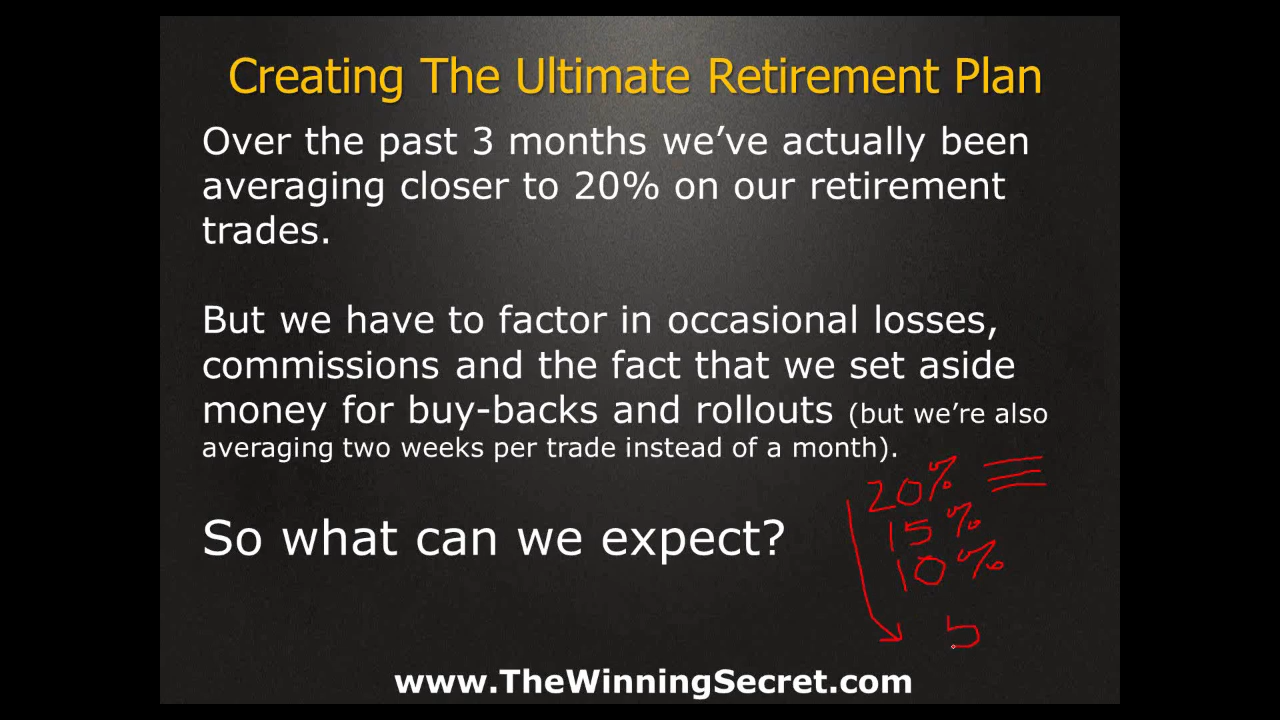 Creating The Ultimate Retirement Plan
Over the past 3 months we’ve actually been
averaging closer to 20% on our retirement
trades.
But we have to factor in occasional losses,
commissions and the fact that we set aside
money for buy-backs and rollouts (but we’re also
averaging two weeks per trade instead of a month).
20%
So what can we expect?
15%
10%
5
www.TheWinningSecret.com